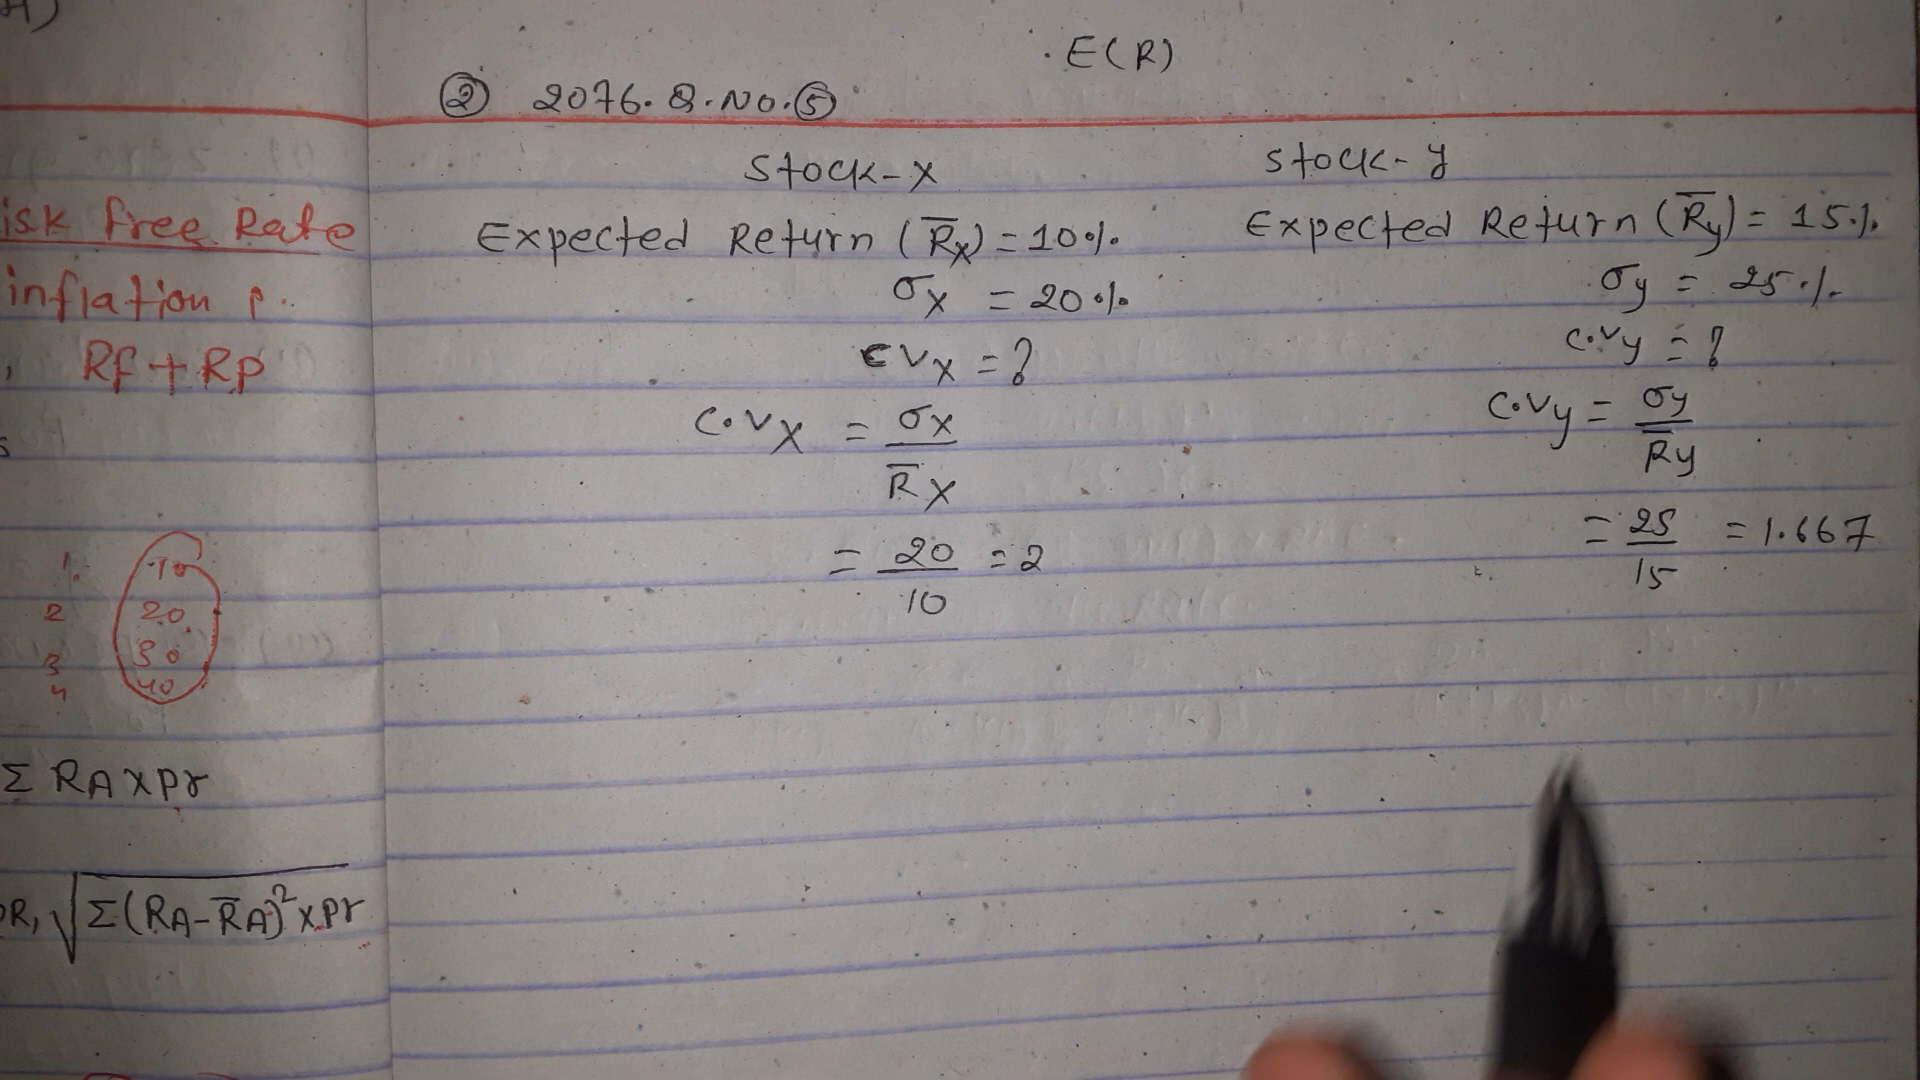 isk free Rate
inflation P..
Rf + RP
1. 10
2 20
3 30
4 40
Σ RA x Pr
OR, √Σ(RA-R̅A)² x Pr
E(R)
② 2076. Q. NO. ⑤
Stock-X
Expected Return (R̅x) = 10%
σx = 20%
CVx = ?
C.Vx = σx / R̅x
= 20/10 = 2
Stock-y
Expected Return (R̅y) = 15%
σy = 25%
C.Vy = ?
C.Vy = σy / R̅y
= 25/15 = 1.667